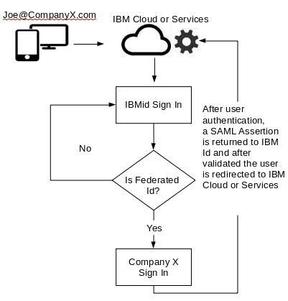 Joe@CompanyX.com
IBM Cloud or Services
IBMid Sign In
After user
authentication,
a SAML Assertion
is returned to IBM
Id and after
validated the user
is redirected to IBM
Cloud or Services
No
Is Federated
Id?
Yes
Company X
Sign In